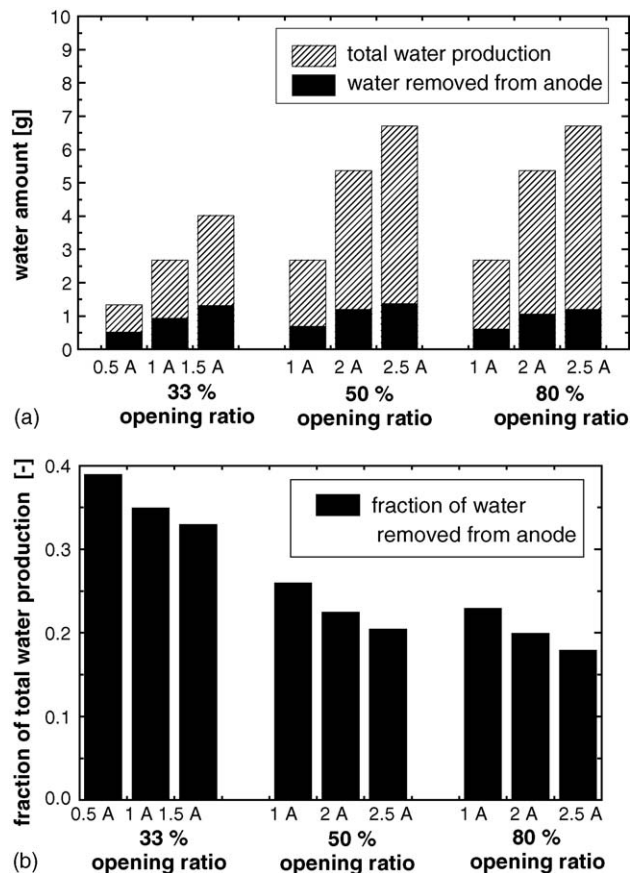 10
9
8
7
6
5
4
3
2
1
0
water amount [g]
total water production
water removed from anode
0.5 A 1 A 1.5 A 1 A 2 A 2.5 A 1 A 2 A 2.5 A
33 % 50 % 80 %
opening ratio opening ratio opening ratio
(a)
0.4
0.3
0.2
0.1
0.0
fraction of total water production [-]
fraction of water
removed from anode
0.5 A 1 A 1.5 A 1 A 2 A 2.5 A 1 A 2 A 2.5 A
33 % 50 % 80 %
opening ratio opening ratio opening ratio
(b)